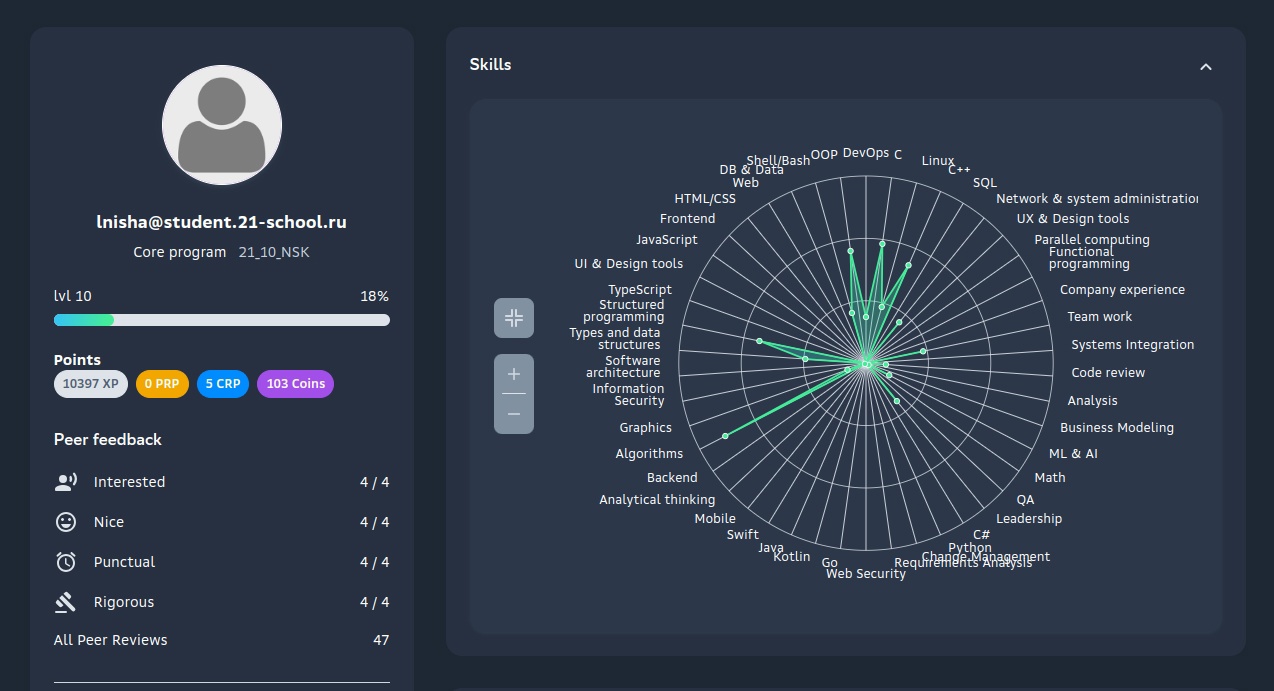 lnisha@student.21-school.ru
Core program 21_10_NSK
lvl 10 18%
Points
10397 XP 0 PRP 5 CRP 103 Coins
Peer feedback
Interested 4 / 4
Nice 4 / 4
Punctual 4 / 4
Rigorous 4 / 4
All Peer Reviews 47
Skills
DevOps
C
Linux
C++
SQL
Network & system administration
UX & Design tools
Parallel computing
Functional
programming
Company experience
Team work
Systems Integration
Code review
Analysis
Business Modeling
ML & AI
Math
QA
Leadership
C#
Python
Change Management
Requirements Analysis
Web Security
Go
Kotlin
Java
Swift
Mobile
Analytical thinking
Backend
Algorithms
Graphics
Information
Security
Software
architecture
Types and data
structures
Structured
programming
TypeScript
UI & Design tools
JavaScript
Frontend
HTML/CSS
Web
DB & Data
Shell/Bash
OOP
+
−